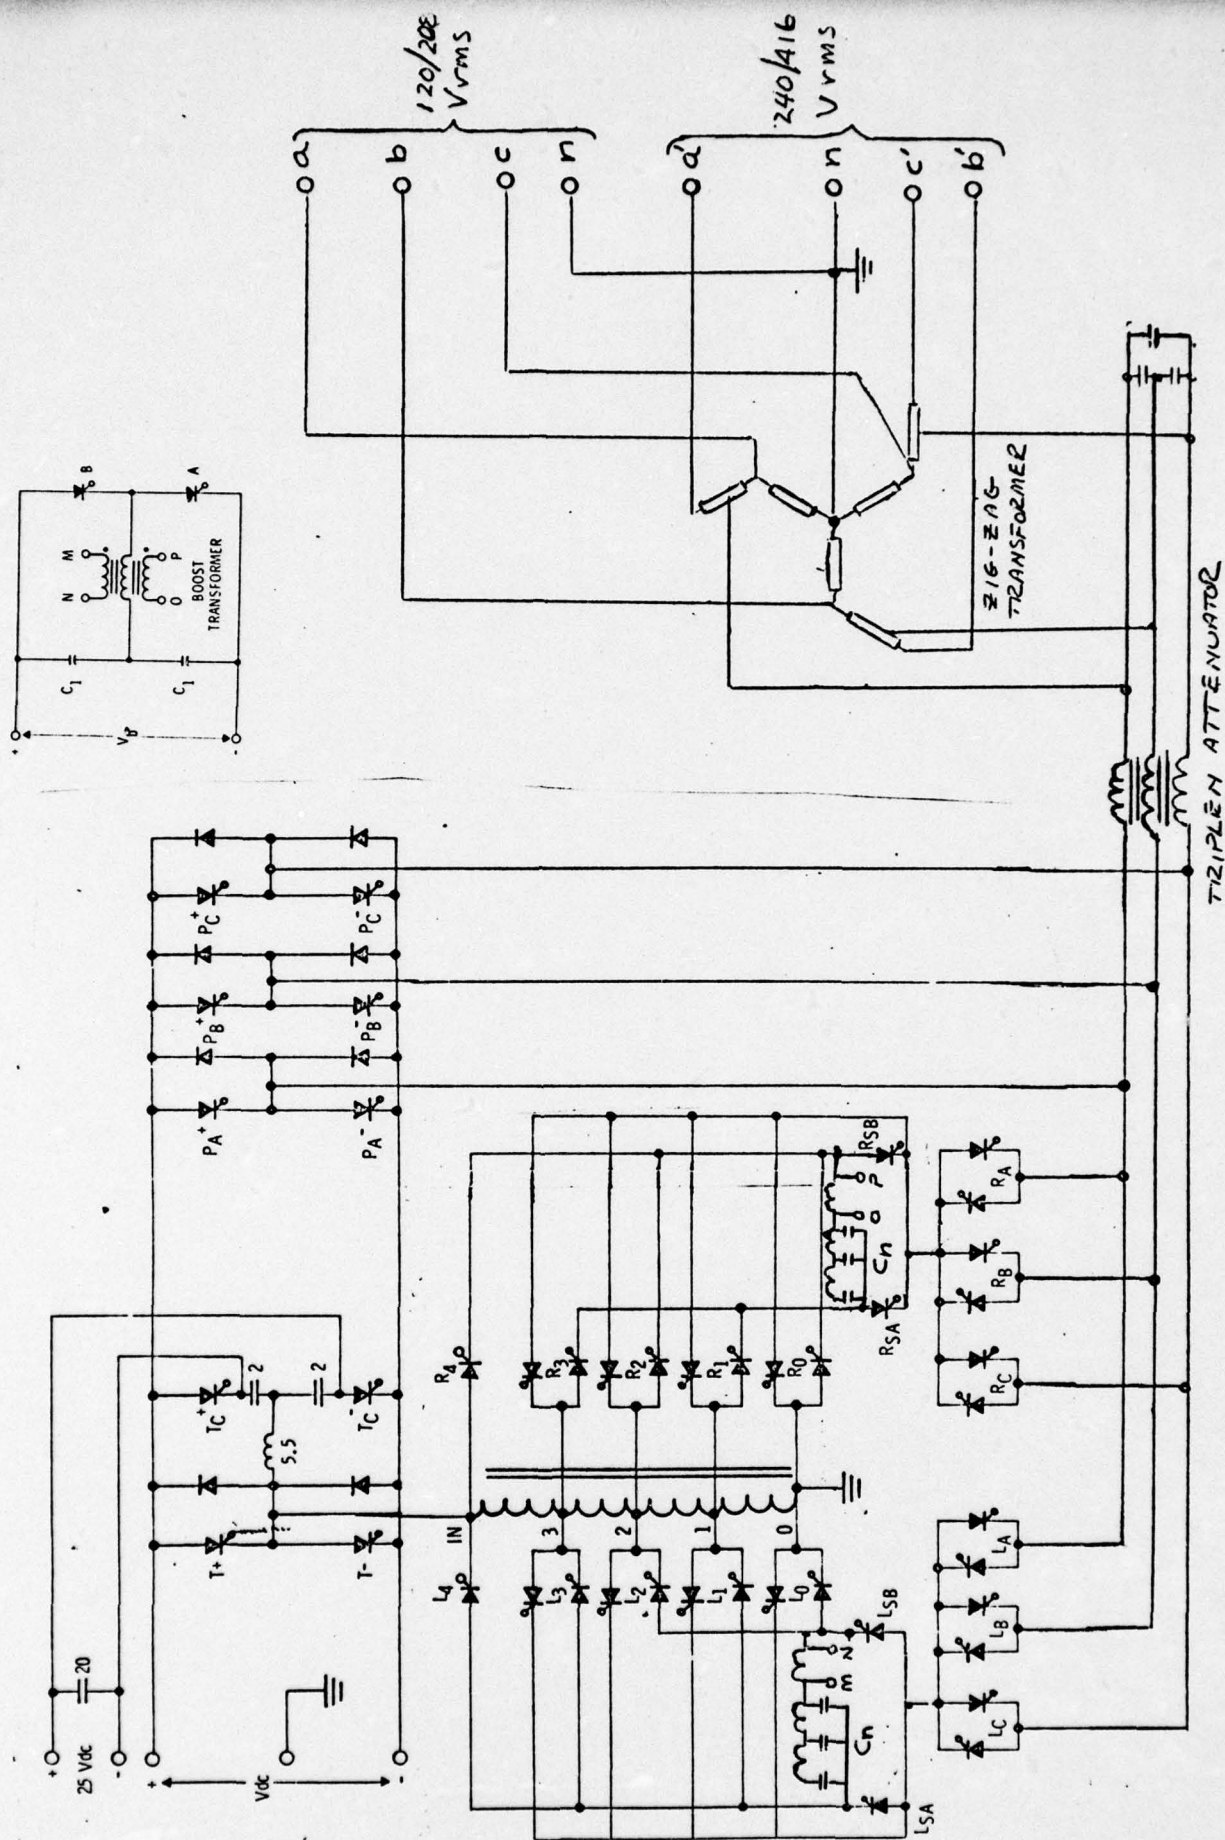 120/208
Vrms
a
b
c
n
240/416
Vrms
a'
n
c'
b'
ZIG-ZAG
TRANSFORMER
TRIPLEN ATTENUATOR
+
VB
-
C1
C1
N M
O P
BOOST
TRANSFORMER
B
A
+
25 Vdc
-
20
+
Vdc
-
T+
T-
TC+
TC-
2
2
5.5
PA+
PA-
PB+
PB-
PC+
PC-
IN
3
2
1
0
L4
L3
L2
L1
L0
R4
R3
R2
R1
R0
LSA
LSB
Cn
M
N
RSA
RSB
Cn
O
P
LC
LB
LA
RC
RB
RA